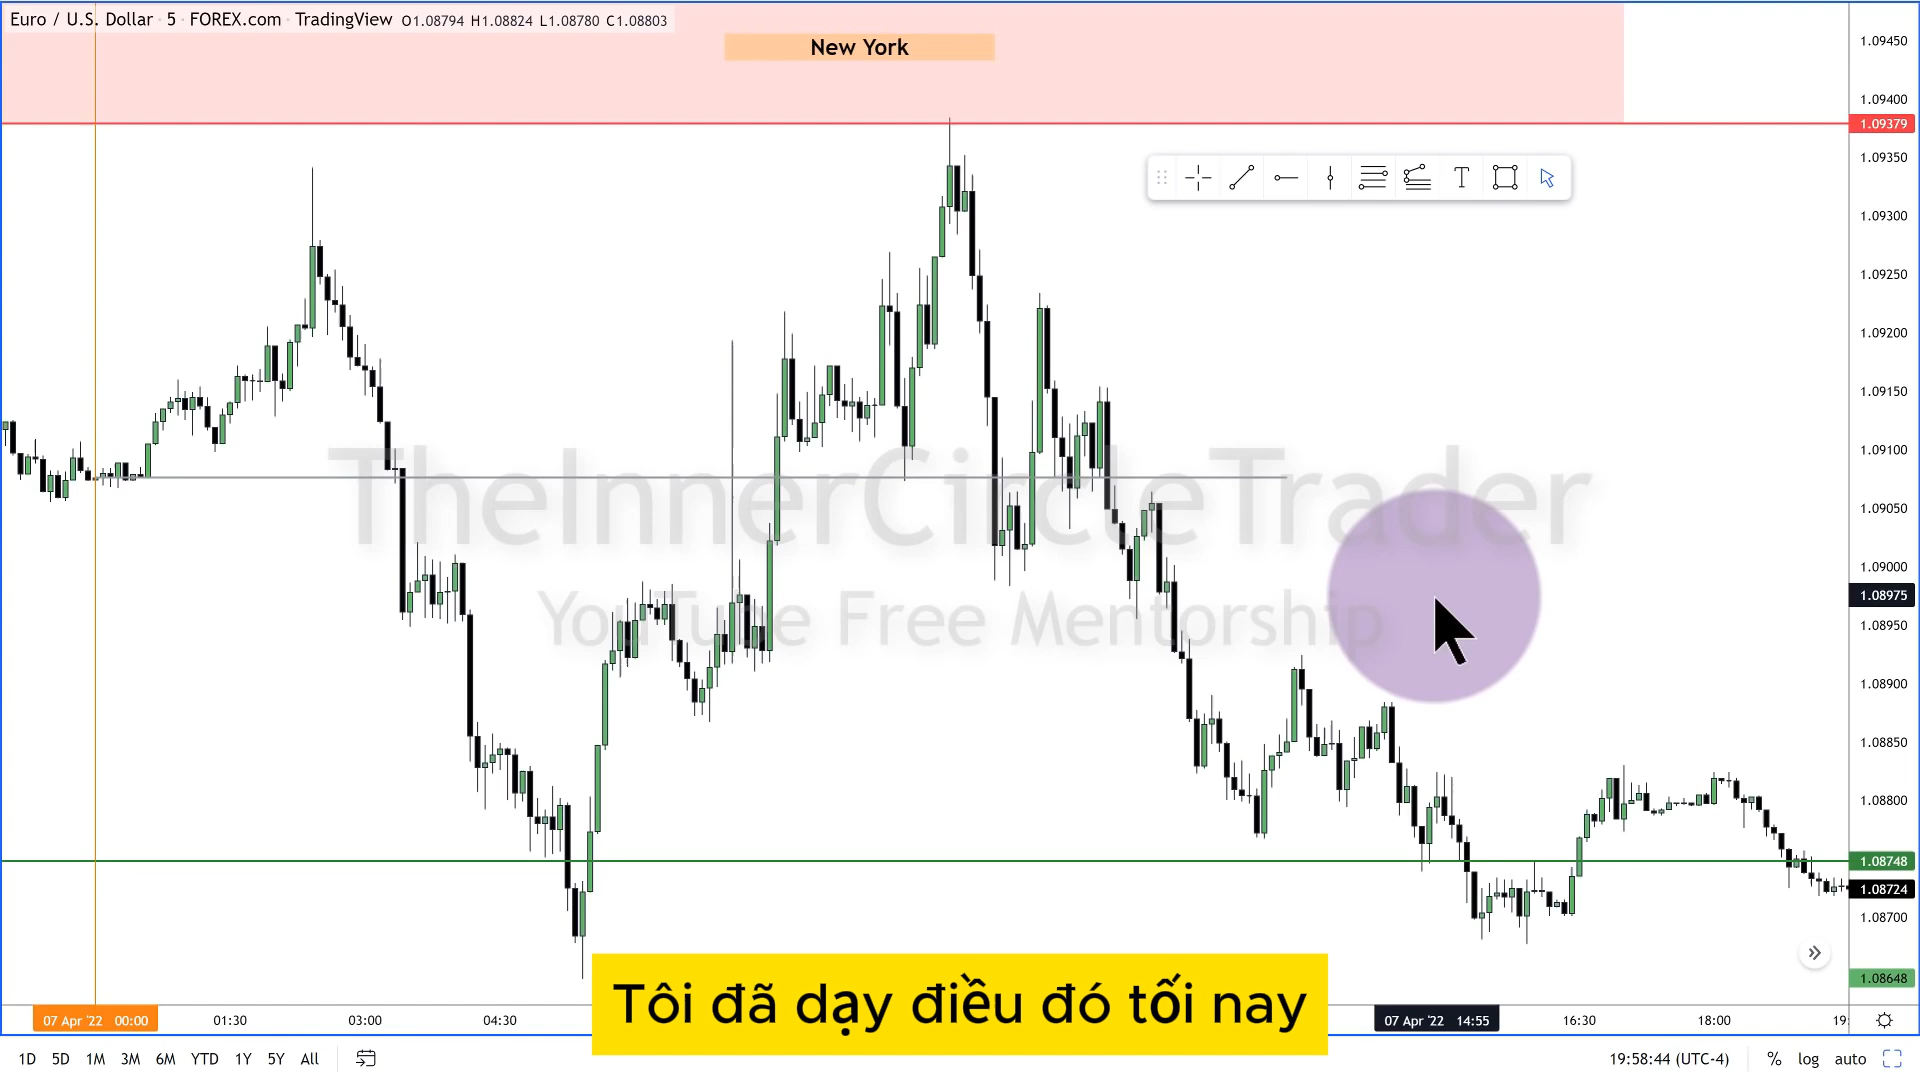 Euro / U.S. Dollar · 5 · FOREX.com · TradingView O1.08794 H1.08824 L1.08780 C1.08803
New York
1.09450
1.09400
1.09379
1.09350
T
1.09300
1.09250
1.09200
1.09150
1.09100
TheInnerCircleTrader
1.09050
1.09000
1.08975
YouTube Free Mentorship
1.08950
1.08900
1.08850
1.08800
1.08748
1.08724
1.08700
1.08648
Tôi đã dạy điều đó tối nay
07 Apr '22 00:00 01:30 03:00 04:30 07 Apr '22 14:55 16:30 18:00 19:
1D 5D 1M 3M 6M YTD 1Y 5Y All 19:58:44 (UTC-4) % log auto